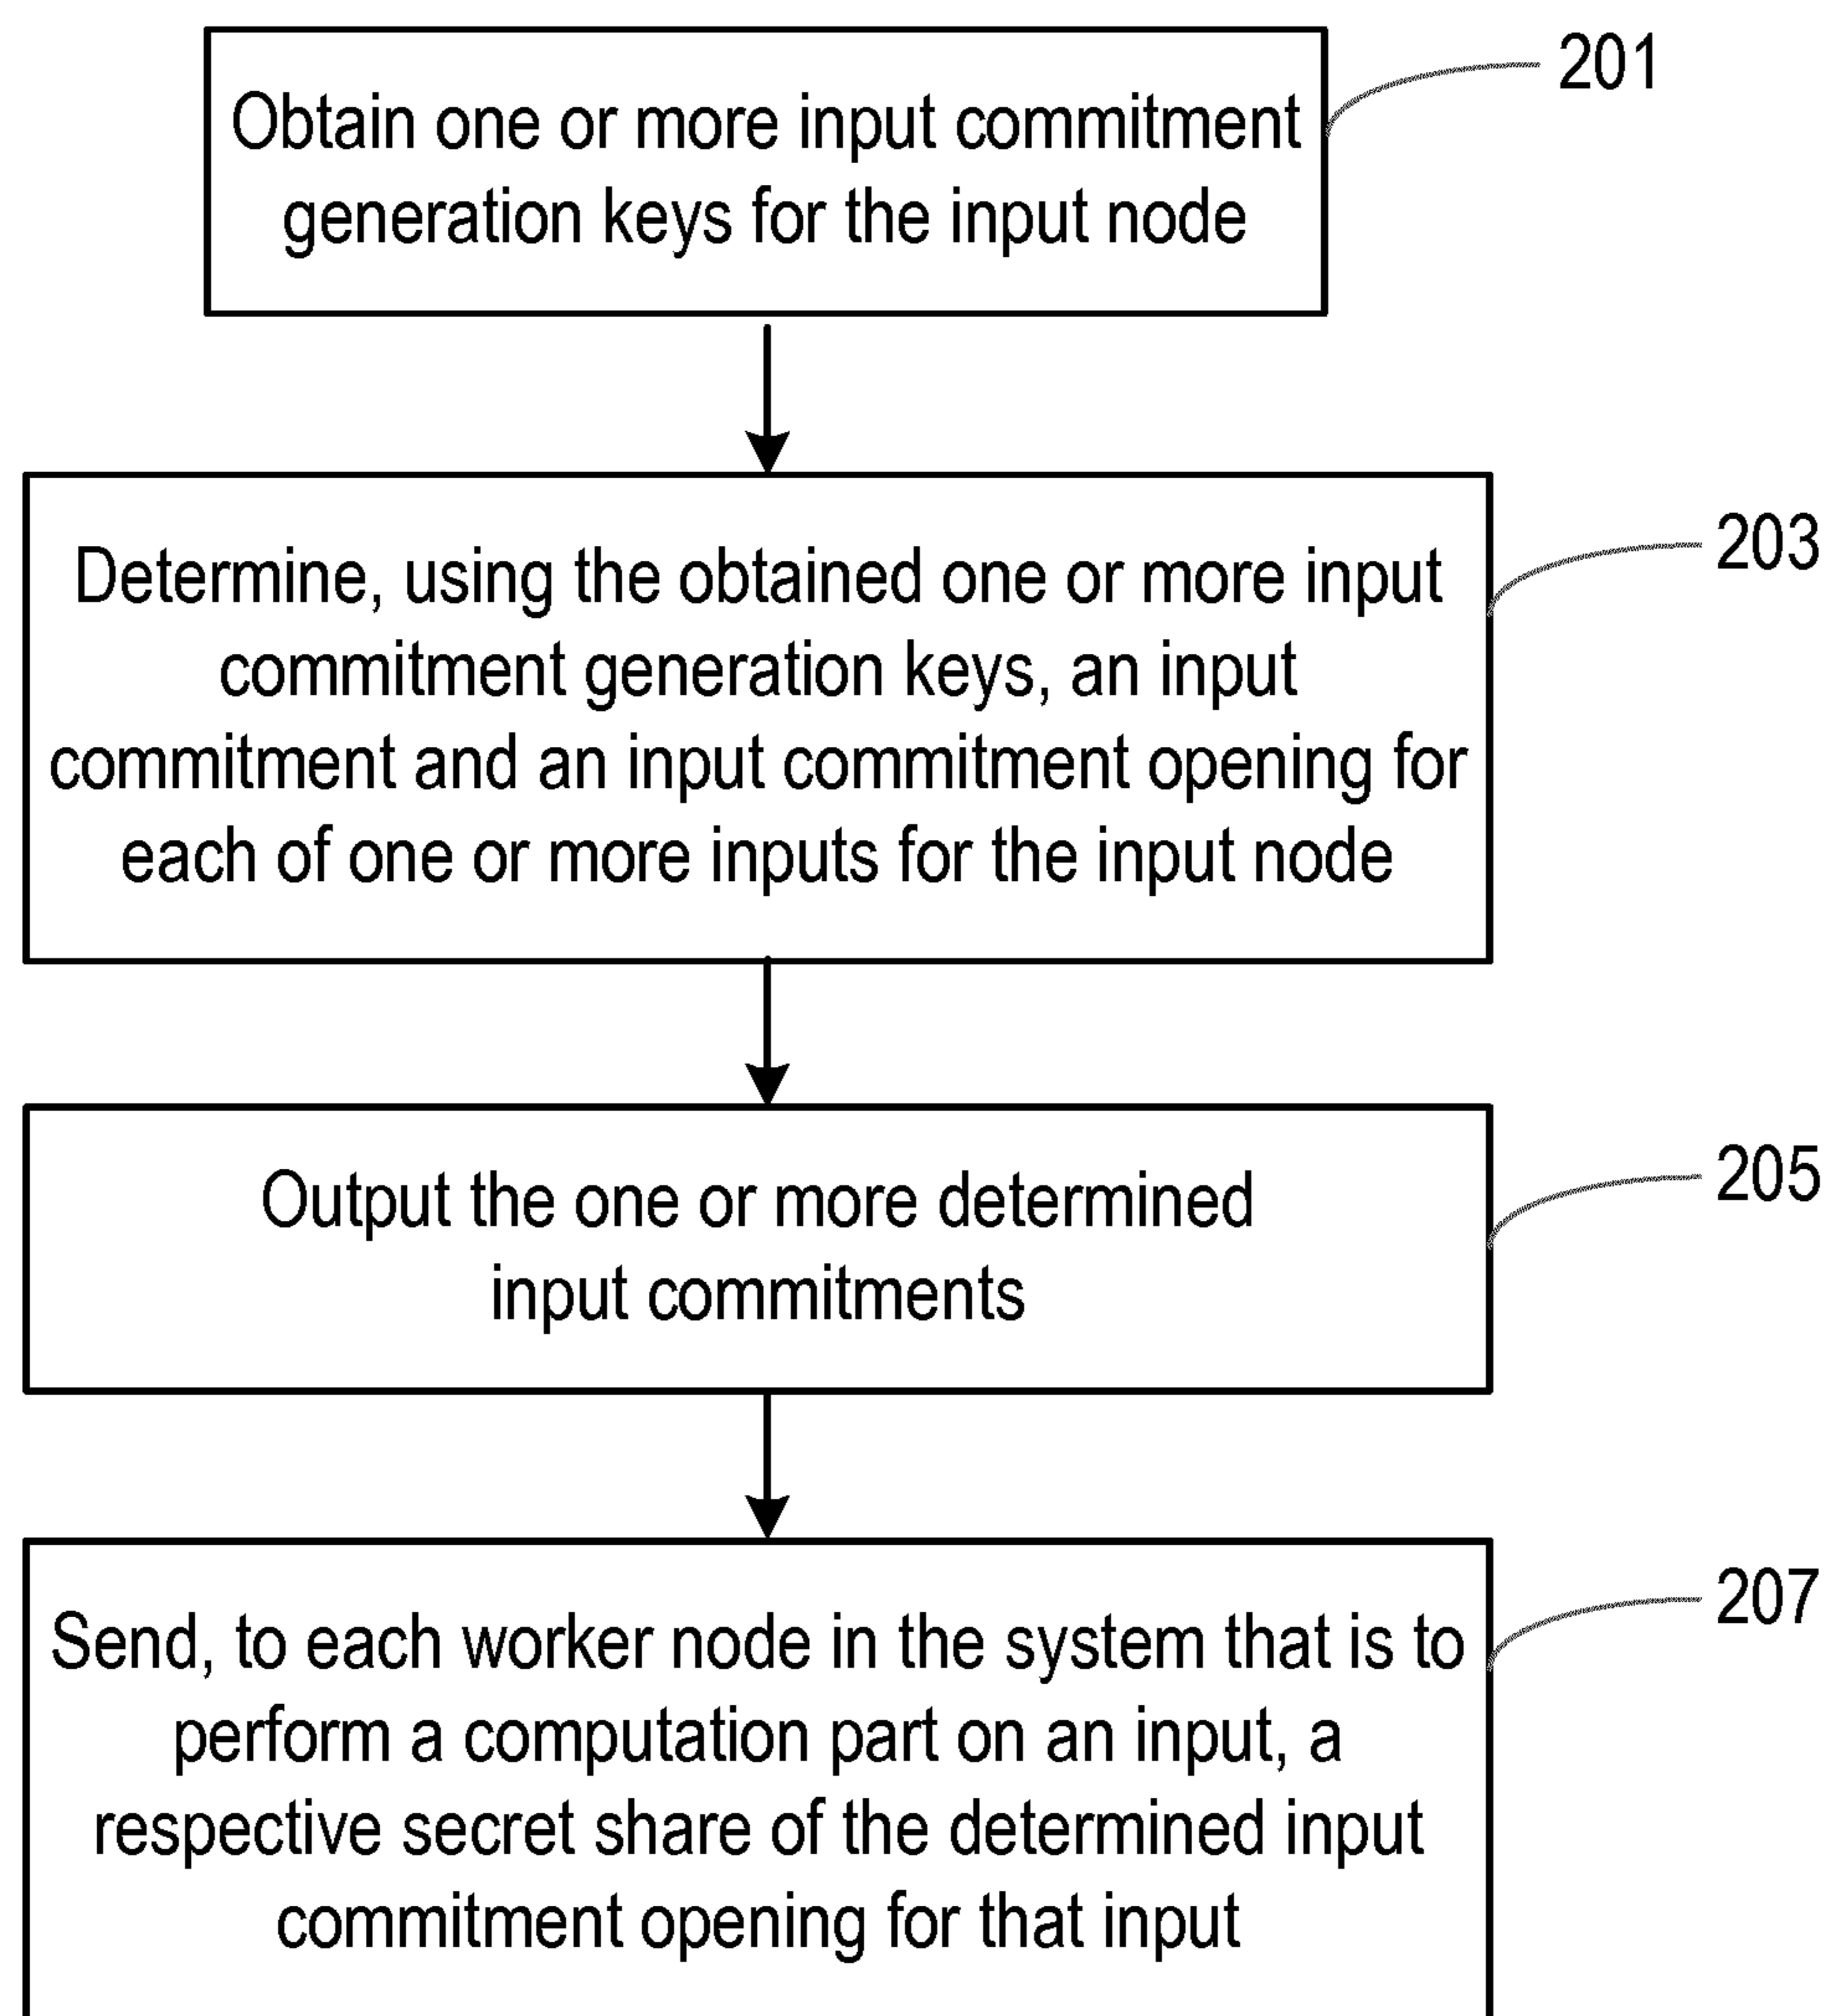 Obtain one or more input commitment
generation keys for the input node
201
Determine, using the obtained one or more input
commitment generation keys, an input
commitment and an input commitment opening for
each of one or more inputs for the input node
203
Output the one or more determined
input commitments
205
Send, to each worker node in the system that is to
perform a computation part on an input, a
respective secret share of the determined input
commitment opening for that input
207